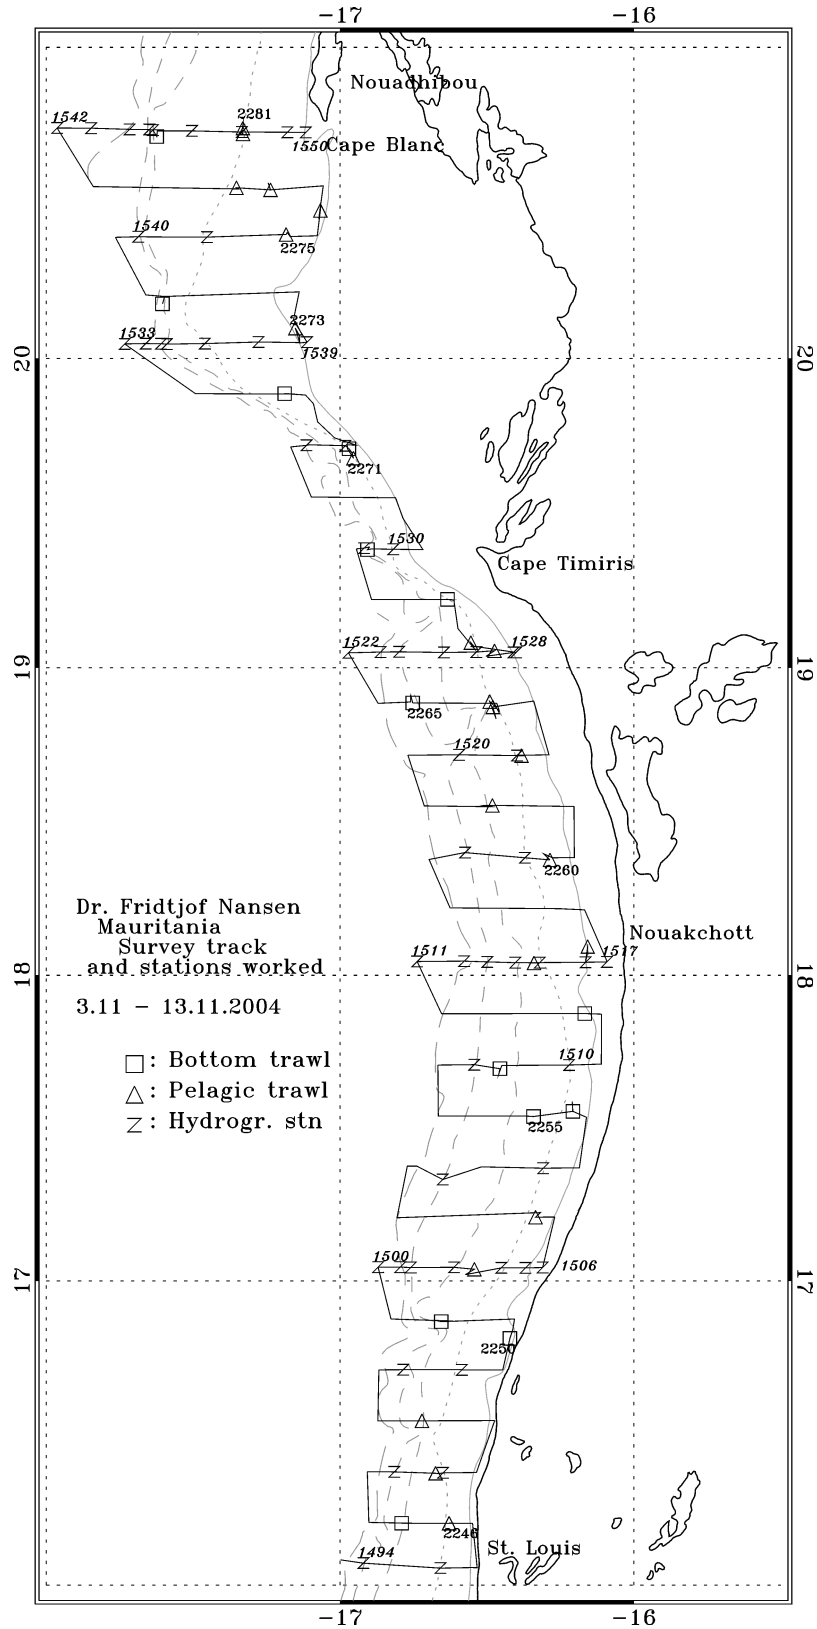 -17 -16
Nouadhibou
2281
1542
1550 Cape Blanc
1540
2275
2273
1533
1539
20 20
2271
1530
Cape Timiris
1522 1528
19 19
2265
1520
2260
Dr. Fridtjof Nansen
Mauritania
Survey track
and stations worked
3.11 - 13.11.2004
Nouakchott
1511 1517
18 18
1510
□ : Bottom trawl
△ : Pelagic trawl
Z : Hydrogr. stn
2255
1500
1506
17 17
2250
2246
St. Louis
1494
-17 -16